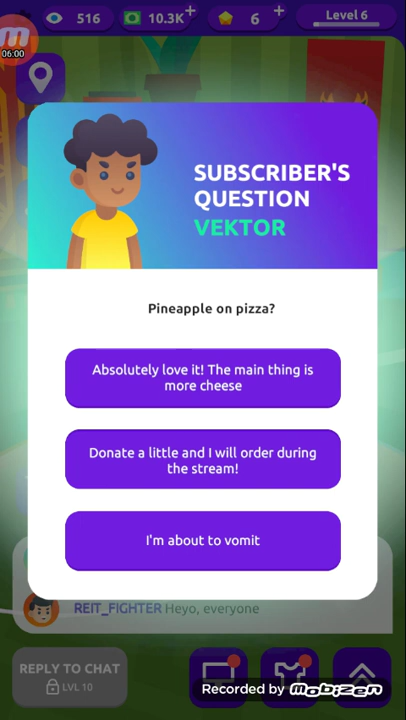 516
10.3K
+
6
+
Level 6
06:00
SUBSCRIBER'S
QUESTION
VEKTOR
Pineapple on pizza?
Absolutely love it! The main thing is
more cheese
Donate a little and I will order during
the stream!
I'm about to vomit
REIT_FIGHTER Heyo, everyone
REPLY TO CHAT
LVL 10
Recorded by Mobizen